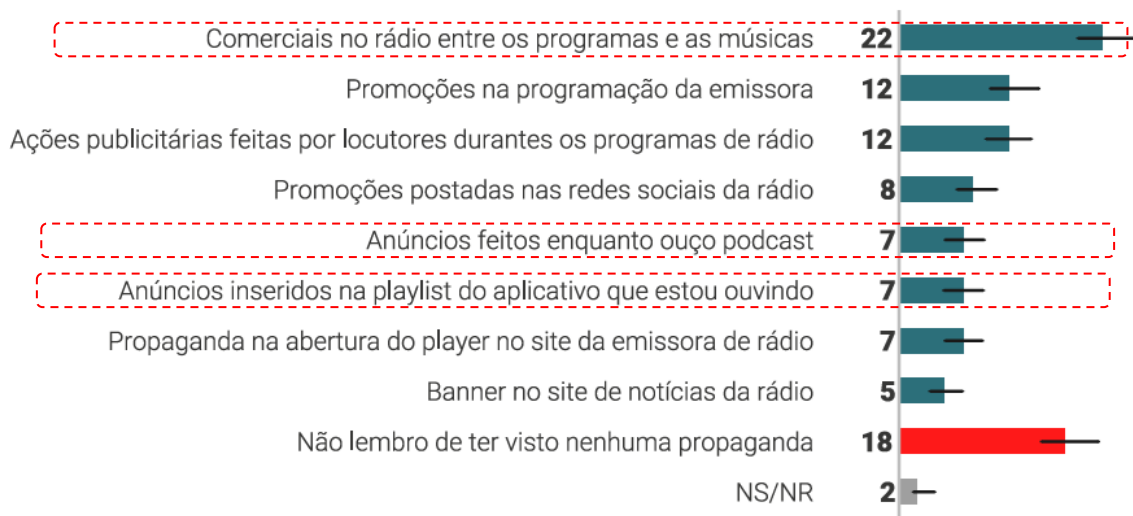 Comerciais no rádio entre os programas e as músicas 22
Promoções na programação da emissora 12
Ações publicitárias feitas por locutores durantes os programas de rádio 12
Promoções postadas nas redes sociais da rádio 8
Anúncios feitos enquanto ouço podcast 7
Anúncios inseridos na playlist do aplicativo que estou ouvindo 7
Propaganda na abertura do player no site da emissora de rádio 7
Banner no site de notícias da rádio 5
Não lembro de ter visto nenhuma propaganda 18
NS/NR 2